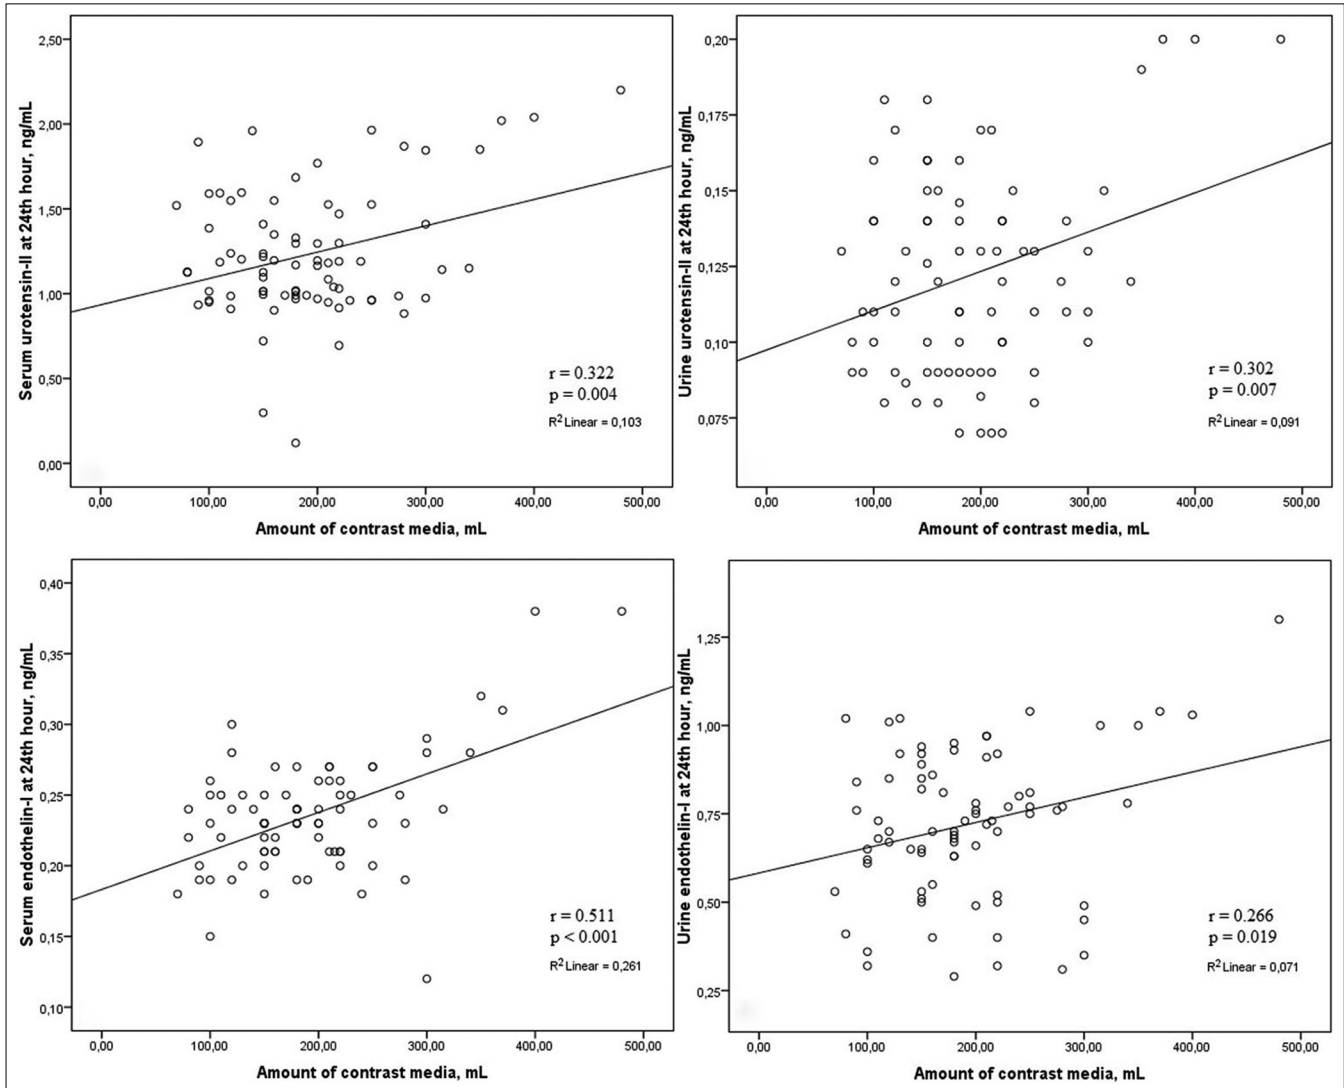 Serum urotensin-II at 24th hour, ng/mL
2,50
2,00
1,50
1,00
0,50
0,00
r = 0.322
p = 0.004
R² Linear = 0,103
0,00 100,00 200,00 300,00 400,00 500,00
Amount of contrast media, mL
Urine urotensin-II at 24th hour, ng/mL
0,20
0,175
0,15
0,125
0,10
0,075
r = 0.302
p = 0.007
R² Linear = 0,091
0,00 100,00 200,00 300,00 400,00 500,00
Amount of contrast media, mL
Serum endothelin-I at 24th hour, ng/mL
0,40
0,35
0,30
0,25
0,20
0,15
0,10
r = 0.511
p < 0.001
R² Linear = 0,261
0,00 100,00 200,00 300,00 400,00 500,00
Amount of contrast media, mL
Urine endothelin-I at 24th hour, ng/mL
1,25
1,00
0,75
0,50
0,25
r = 0.266
p = 0.019
R² Linear = 0,071
0,00 100,00 200,00 300,00 400,00 500,00
Amount of contrast media, mL